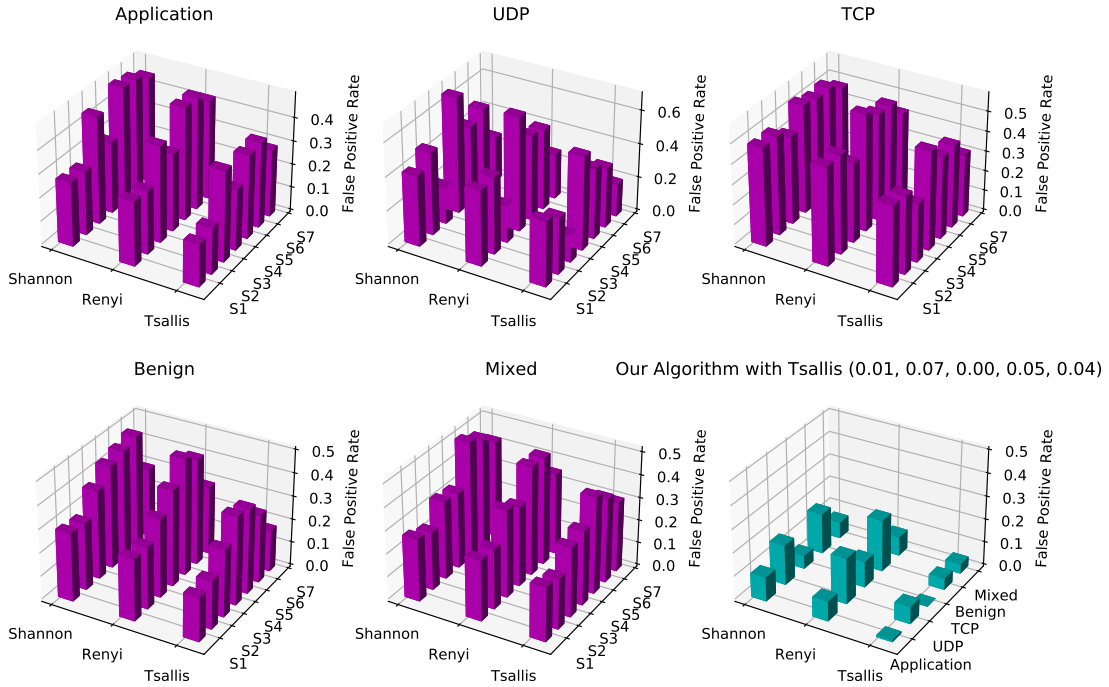 Application
0.4
0.3
0.2
0.1
0.0
False Positive Rate
Shannon
Renyi
Tsallis
S1
S2
S3
S4
S5
S6
S7
UDP
0.6
0.4
0.2
0.0
False Positive Rate
Shannon
Renyi
Tsallis
S1
S2
S3
S4
S5
S6
S7
TCP
0.5
0.4
0.3
0.2
0.1
0.0
False Positive Rate
Shannon
Renyi
Tsallis
S1
S2
S3
S4
S5
S6
S7
Benign
0.5
0.4
0.3
0.2
0.1
0.0
False Positive Rate
Shannon
Renyi
Tsallis
S1
S2
S3
S4
S5
S6
S7
Mixed
0.5
0.4
0.3
0.2
0.1
0.0
False Positive Rate
Shannon
Renyi
Tsallis
S1
S2
S3
S4
S5
S6
S7
Our Algorithm with Tsallis (0.01, 0.07, 0.00, 0.05, 0.04)
0.5
0.4
0.3
0.2
0.1
0.0
False Positive Rate
Shannon
Renyi
Tsallis
Application
UDP
TCP
Benign
Mixed